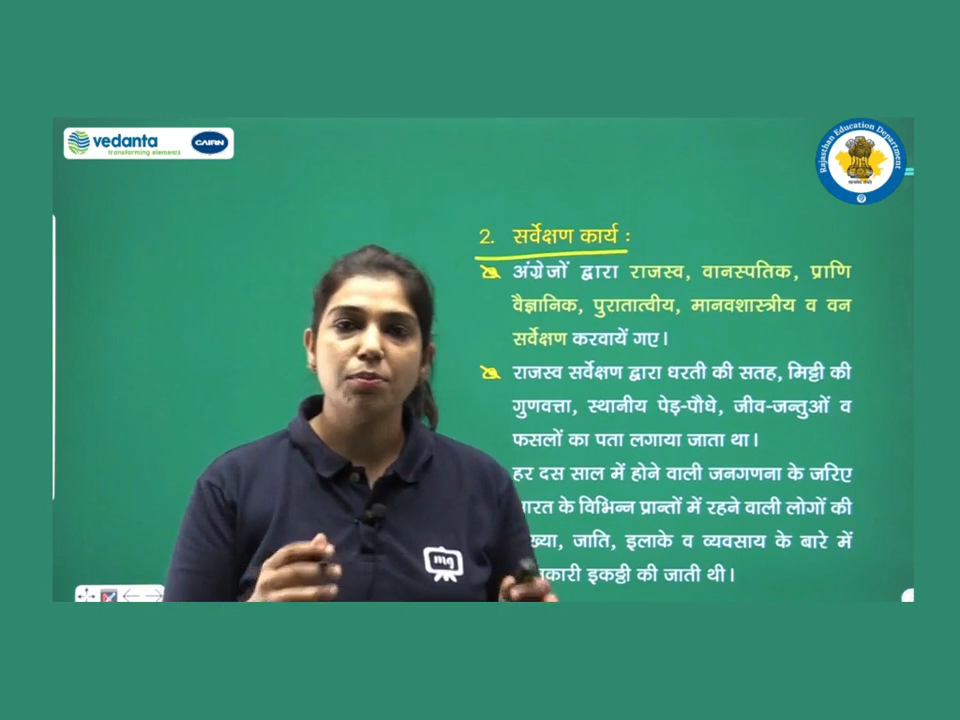 vedanta
transforming elements
CAIRN
Rajasthan Education Department
2. सर्वेक्षण कार्य :
अंग्रेजों द्वारा राजस्व, वानस्पतिक, प्राणि
वैज्ञानिक, पुरातात्वीय, मानवशास्त्रीय व वन
सर्वेक्षण करवायें गए।
राजस्व सर्वेक्षण द्वारा धरती की सतह, मिट्टी की
गुणवत्ता, स्थानीय पेड़-पौधे, जीव-जन्तुओं व
फसलों का पता लगाया जाता था।
हर दस साल में होने वाली जनगणना के जरिए
ारत के विभिन्न प्रान्तों में रहने वाली लोगों की
ख्या, जाति, इलाके व व्यवसाय के बारे में
कारी इकट्ठी की जाती थी।
mg